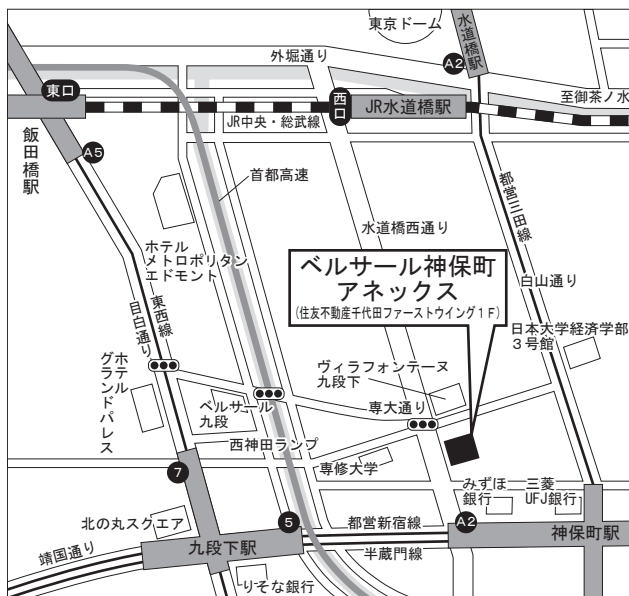 東京ドーム
水道橋駅
外堀通り
A2
東口
西口
JR水道橋駅
至御茶ノ水
JR中央・総武線
飯田橋駅
A5
首都高速
都営三田線
水道橋西通り
ホテル
メトロポリタン
エドモント
ベルサール神保町
アネックス
(住友不動産千代田ファーストウイング1F)
白山通り
東西線
目白通り
日本大学経済学部
3号館
ホテル
グランドパレス
ヴィラフォンテーヌ
九段下
ベルサール
九段
専大通り
西神田ランプ
専修大学
7
みずほ
銀行
三菱
UFJ銀行
北の丸スクエア
5
都営新宿線
A2
靖国通り
九段下駅
半蔵門線
神保町駅
りそな銀行